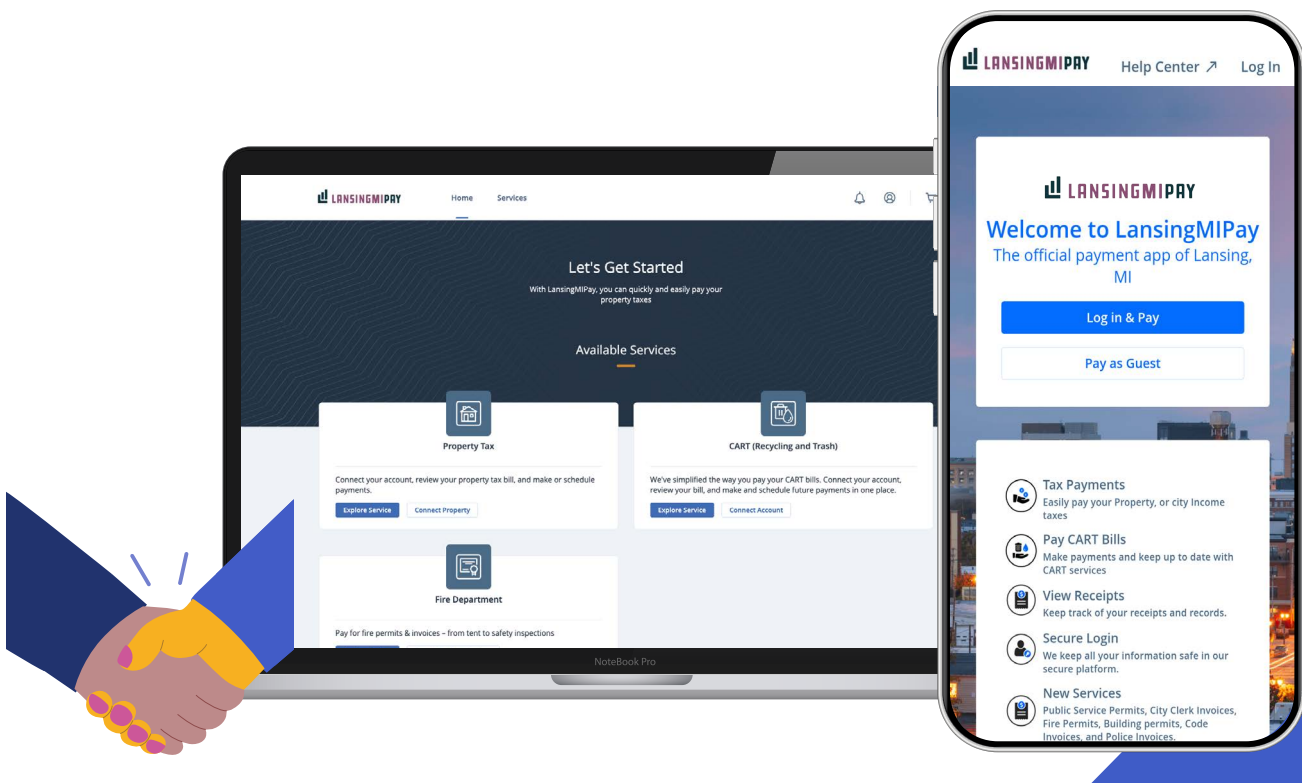 LANSINGMIPAY
Home
Services
Let's Get Started
With LansingMIPay, you can quickly and easily pay your
property taxes
Available Services
Property Tax
Connect your account, review your property tax bill, and make or schedule
payments.
Explore Service
Connect Property
CART (Recycling and Trash)
We've simplified the way you pay your CART bills. Connect your account,
review your bill, and make and schedule future payments in one place.
Explore Service
Connect Account
Fire Department
Pay for fire permits & invoices – from tent to safety inspections
NoteBook Pro
LANSINGMIPAY
Help Center ↗
Log In
LANSINGMIPAY
Welcome to LansingMIPay
The official payment app of Lansing,
MI
Log in & Pay
Pay as Guest
Tax Payments
Easily pay your Property, or city Income
taxes
Pay CART Bills
Make payments and keep up to date with
CART services
View Receipts
Keep track of your receipts and records.
Secure Login
We keep all your information safe in our
secure platform.
New Services
Public Service Permits, City Clerk Invoices,
Fire Permits, Building permits, Code
Invoices, and Police Invoices.